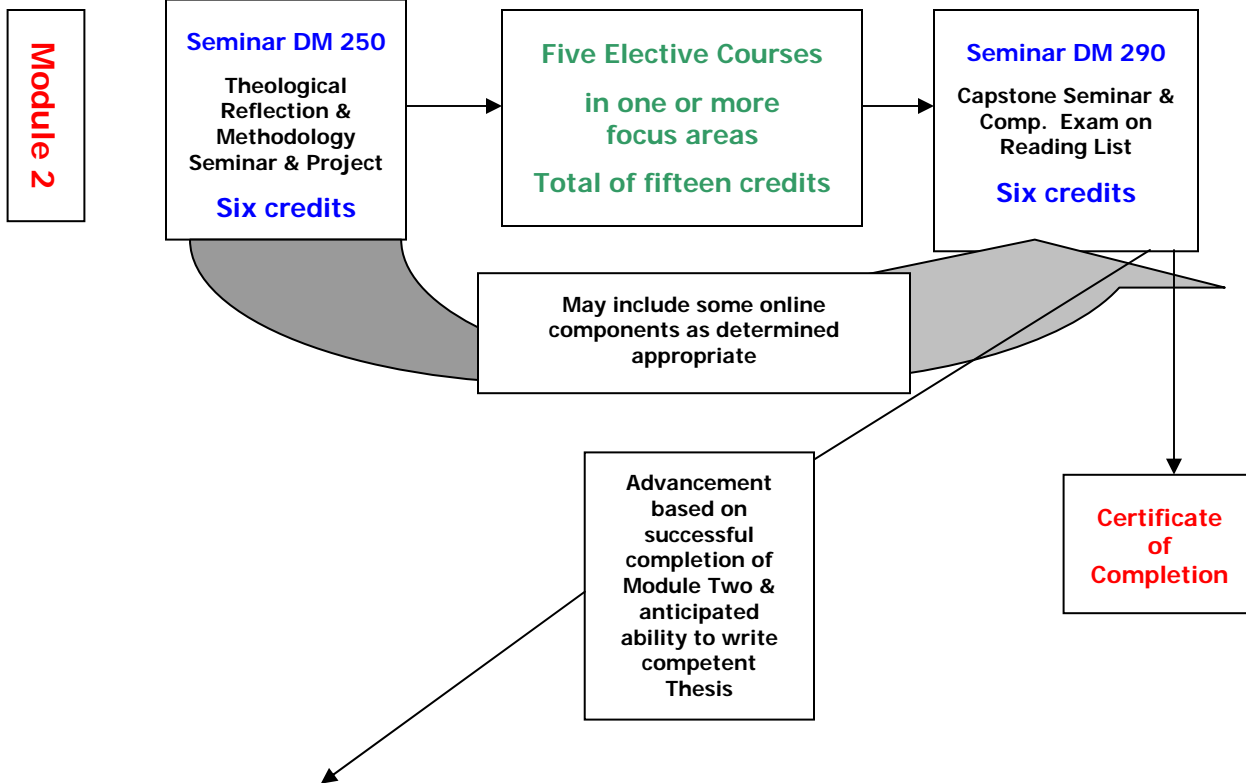 Module 2
Seminar DM 250
Theological
Reflection &
Methodology
Seminar & Project
Six credits
Five Elective Courses
in one or more
focus areas
Total of fifteen credits
Seminar DM 290
Capstone Seminar &
Comp. Exam on
Reading List
Six credits
May include some online
components as determined
appropriate
Advancement
based on
successful
completion of
Module Two &
anticipated
ability to write
competent
Thesis
Certificate
of
Completion